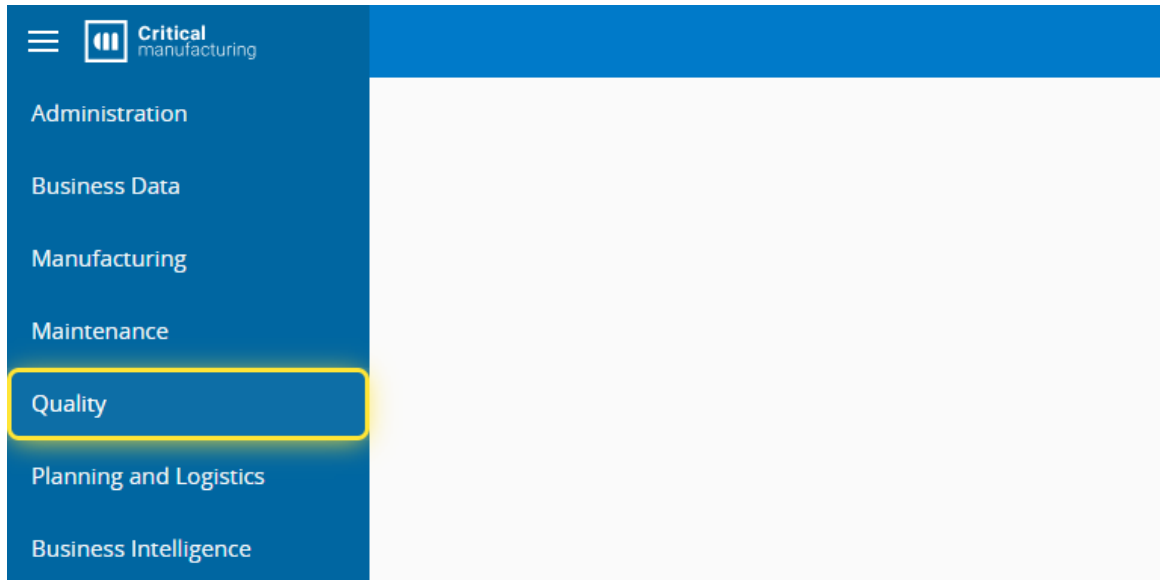 Critical
manufacturing
Administration
Business Data
Manufacturing
Maintenance
Quality
Planning and Logistics
Business Intelligence